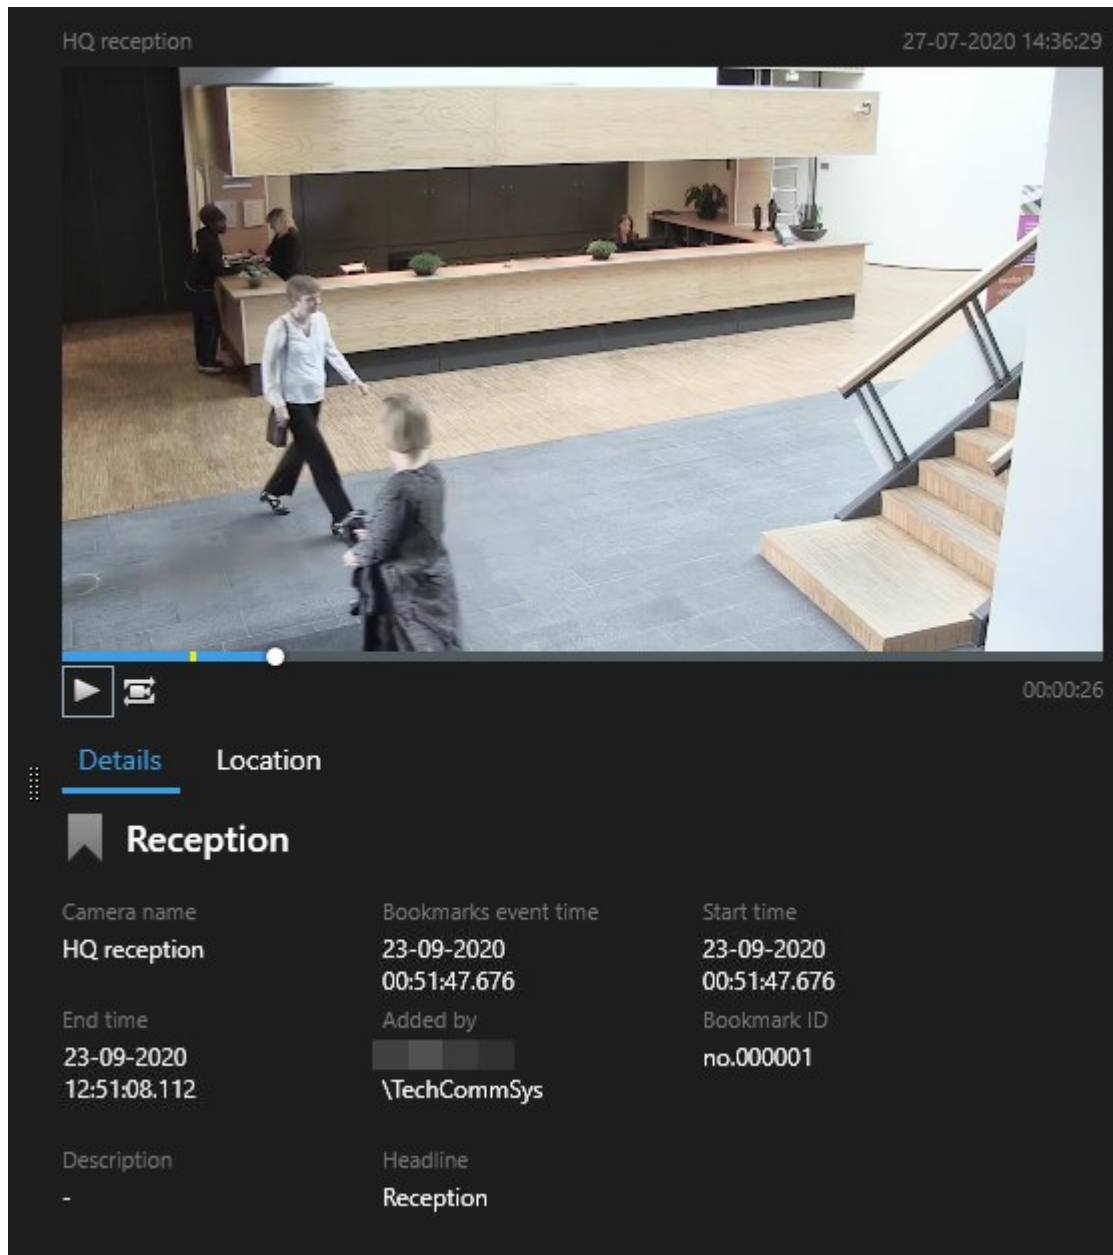 HQ reception 27-07-2020 14:36:29
00:00:26
Details Location
Reception
Camera name Bookmarks event time Start time
HQ reception 23-09-2020 23-09-2020
00:51:47.676 00:51:47.676
End time Added by Bookmark ID
23-09-2020 no.000001
12:51:08.112 \TechCommSys
Description Headline
- Reception